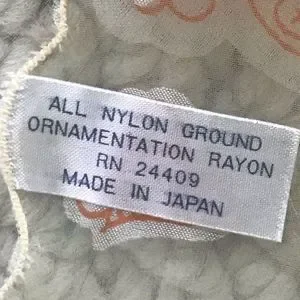 ALL NYLON GROUND
ORNAMENTATION RAYON
RN 24409
MADE IN JAPAN